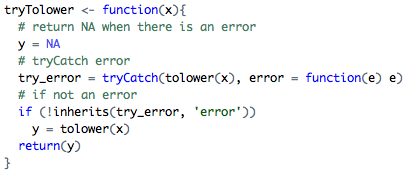 tryTolower <- function(x){
  # return NA when there is an error
  y = NA
  # tryCatch error
  try_error = tryCatch(tolower(x), error = function(e) e)
  # if not an error
  if (!inherits(try_error, 'error'))
    y = tolower(x)
  return(y)
}